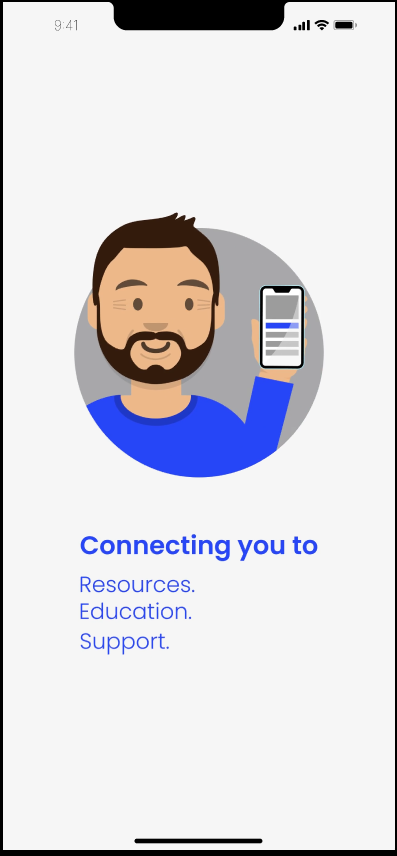 9:41
Connecting you to
Resources.
Education.
Support.